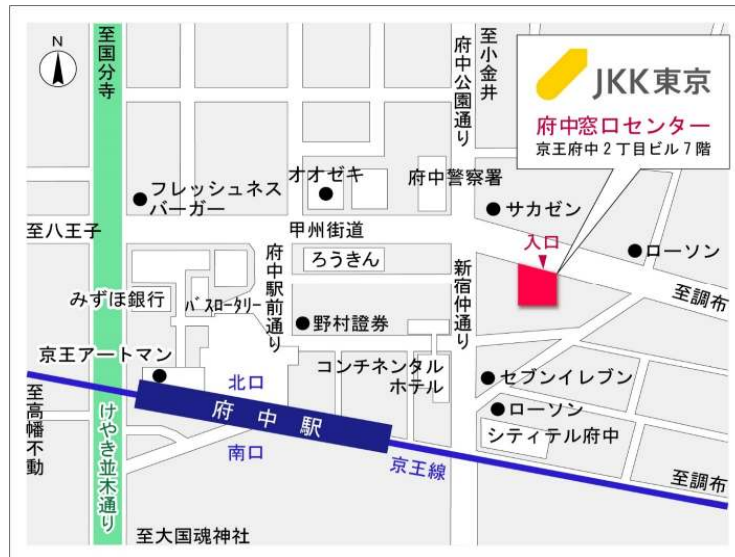 N
至国分寺
府中公園通り
至小金井
JKK東京
府中窓口センター
京王府中2丁目ビル7階
フレッシュネス
バーガー
オオゼキ
府中警察署
サカゼン
至八王子
甲州街道
入口
ローソン
ろうきん
府中駅前通り
新宿仲通り
みずほ銀行
バスロータリー
至調布
野村證券
京王アートマン
コンチネンタル
ホテル
セブンイレブン
北口
ローソン
府中駅
シティテル府中
至高幡不動
けやき並木通り
南口
京王線
至調布
至大国魂神社